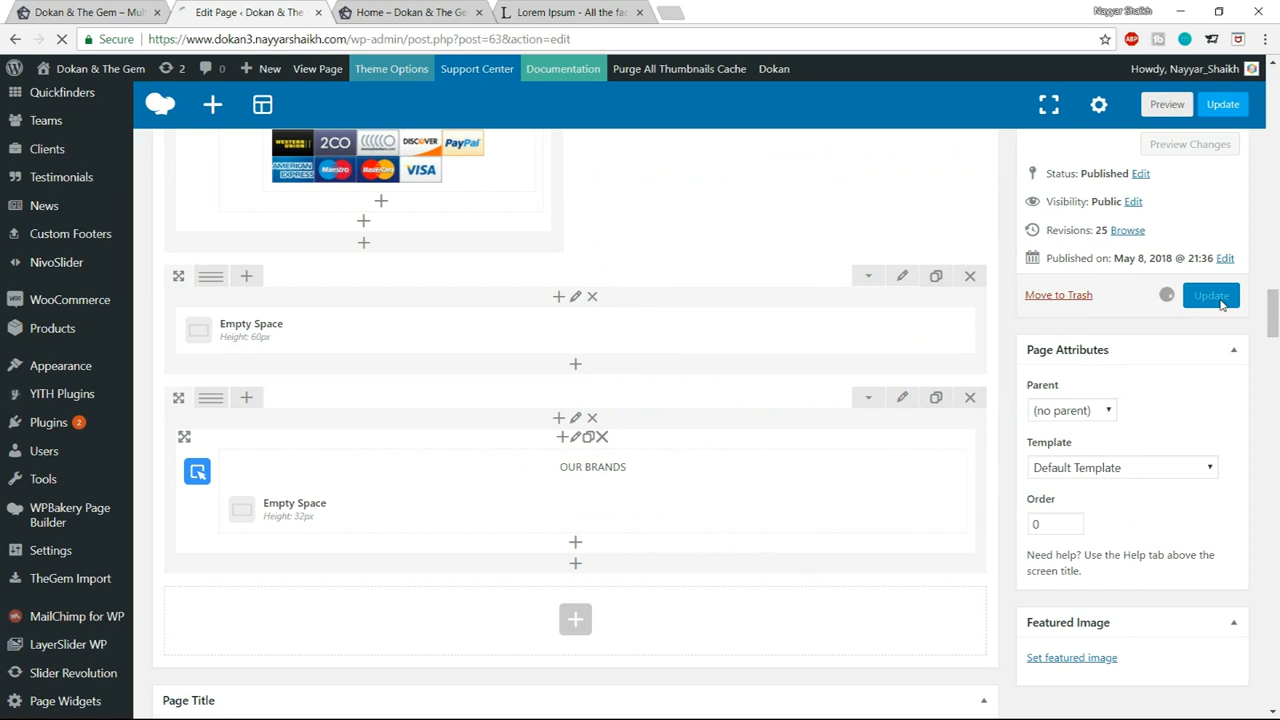 Dokan & The Gem – Mult
Edit Page ‹ Dokan & The
Home – Dokan & The Ge
Lorem Ipsum - All the fac
Nayyar Shaikh
Secure
https://www.dokan3.nayyarshaikh.com/wp-admin/post.php?post=63&action=edit
Dokan & The Gem
2
0
New
View Page
Theme Options
Support Center
Documentation
Purge All Thumbnails Cache
Dokan
Howdy, Nayyar_Shaikh
Quickfinders
Teams
Clients
Testimonials
News
Custom Footers
NivoSlider
WooCommerce
Products
Appearance
YITH Plugins
Plugins 2
Users
Tools
WPBakery Page
Builder
Settings
TheGem Import
MailChimp for WP
LayerSlider WP
Slider Revolution
Page Widgets
Preview
Update
WESTERN
UNION
2CO
DISCOVER
PayPal
AMERICAN
EXPRESS
Maestro
MasterCard
VISA
Empty Space
Height: 60px
OUR BRANDS
Empty Space
Height: 32px
Page Title
Preview Changes
Status: Published Edit
Visibility: Public Edit
Revisions: 25 Browse
Published on: May 8, 2018 @ 21:36 Edit
Move to Trash
Update
Page Attributes
Parent
(no parent)
Template
Default Template
Order
0
Need help? Use the Help tab above the
screen title.
Featured Image
Set featured image